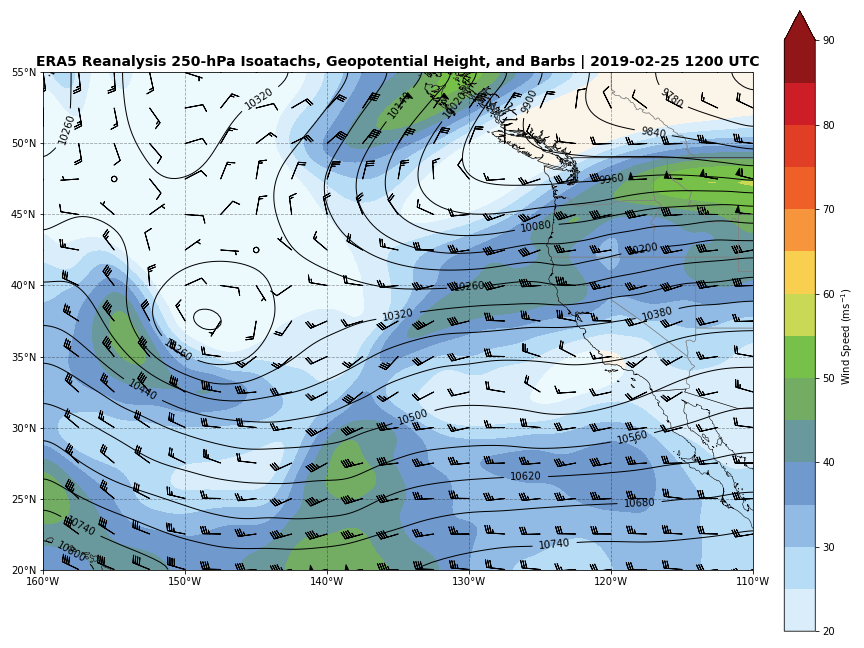 ERA5 Reanalysis 250-hPa Isoatachs, Geopotential Height, and Barbs | 2019-02-25 1200 UTC
55°N
50°N
45°N
40°N
35°N
30°N
25°N
20°N
160°W
150°W
140°W
130°W
120°W
110°W
10260
10320
10140
10200
9900
9780
9840
9960
10080
10200
10260
10320
10380
10260
10440
10500
10560
10620
10680
10740
10740
10800
90
80
70
60
50
40
30
20
Wind Speed (ms⁻¹)